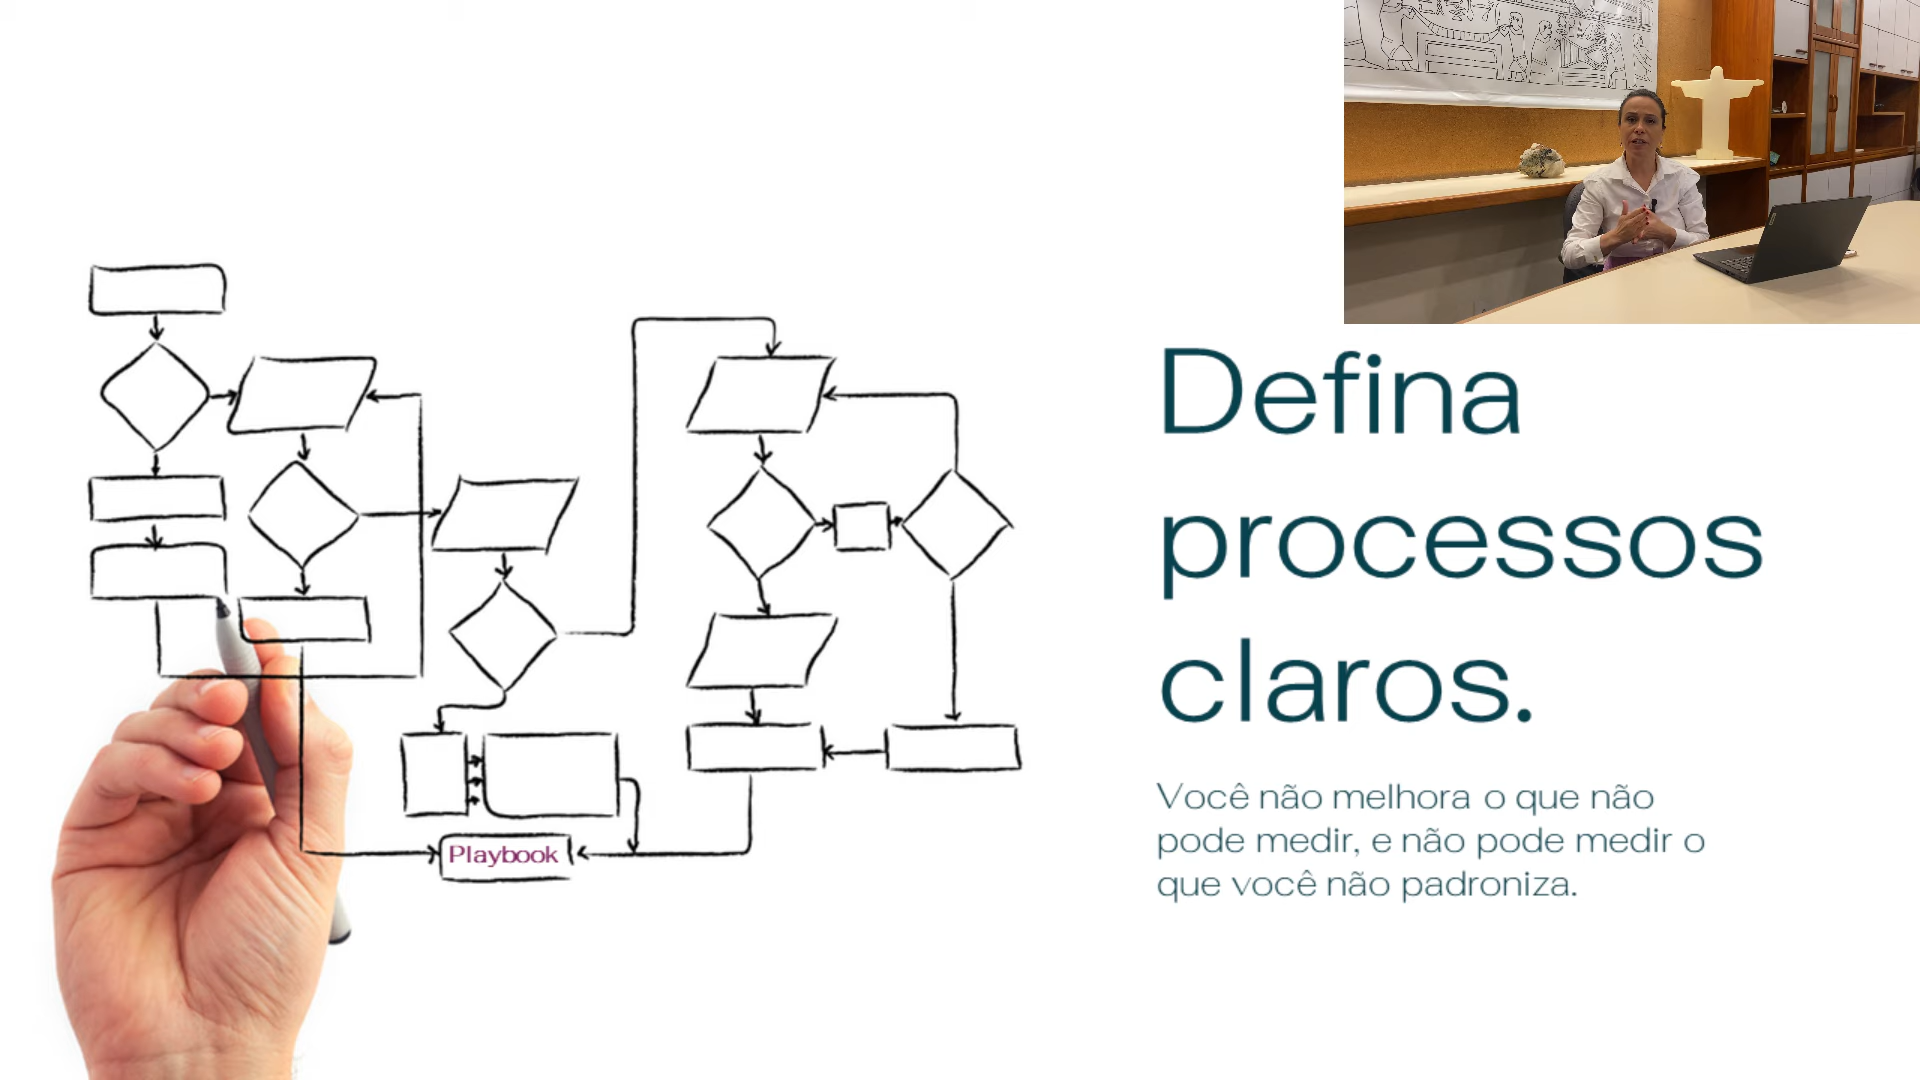 Defina
processos
claros.
Você não melhora o que não
pode medir, e não pode medir o
que você não padroniza.
Playbook